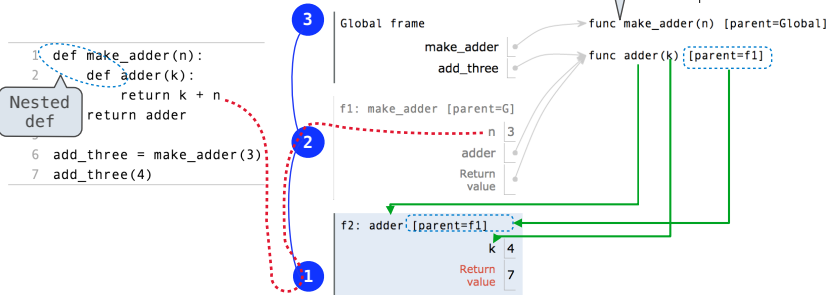 1 def make_adder(n):
2 def adder(k):
return k + n
return adder
6 add_three = make_adder(3)
7 add_three(4)
Nested
def
3
2
1
Global frame
make_adder
add_three
func make_adder(n) [parent=Global]
func adder(k) [parent=f1]
f1: make_adder [parent=G]
n 3
adder
Return
value
f2: adder [parent=f1]
k 4
Return
value 7